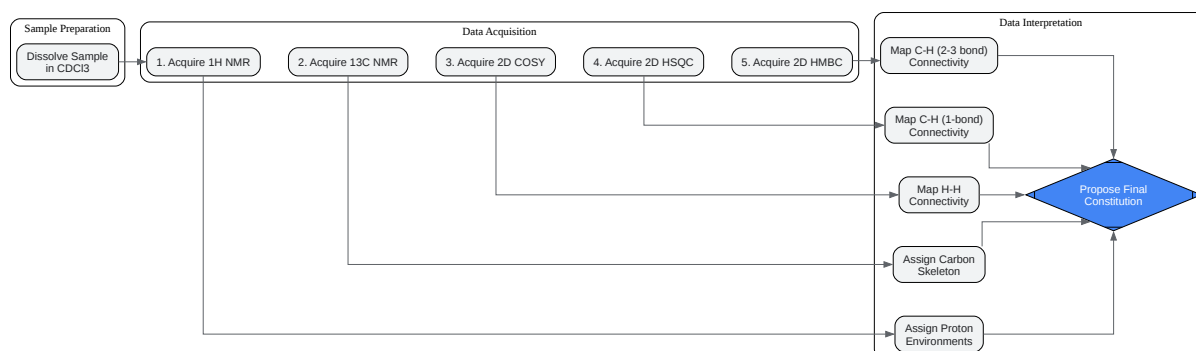 Sample Preparation
Dissolve Sample
in CDCl3
Data Acquisition
1. Acquire 1H NMR
2. Acquire 13C NMR
3. Acquire 2D COSY
4. Acquire 2D HSQC
5. Acquire 2D HMBC
Data Interpretation
Map C-H (2-3 bond)
Connectivity
Map C-H (1-bond)
Connectivity
Map H-H
Connectivity
Assign Carbon
Skeleton
Assign Proton
Environments
Propose Final
Constitution